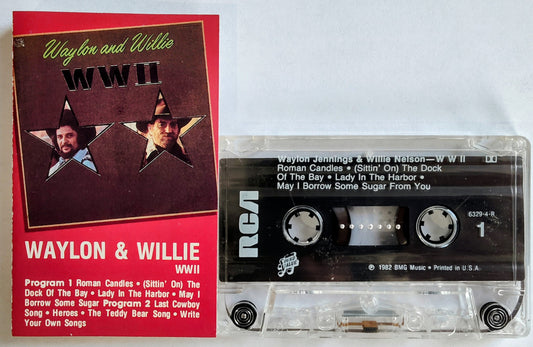 Waylon and Willie
WWII
WAYLON & WILLIE
WWII
Program 1 Roman Candles • (Sittin' On) The
Dock Of The Bay • Lady In The Harbor • May I
Borrow Some Sugar Program 2 Last Cowboy
Song • Heroes • The Teddy Bear Song • Write
Your Own Songs
Waylon Jennings & Willie Nelson—W W II
Roman Candles • (Sittin' On) The Dock
Of The Bay • Lady In The Harbor •
May I Borrow Some Sugar From You
RCA
6329-4-R
1
℗ 1982 BMG Music • Printed in U.S.A.